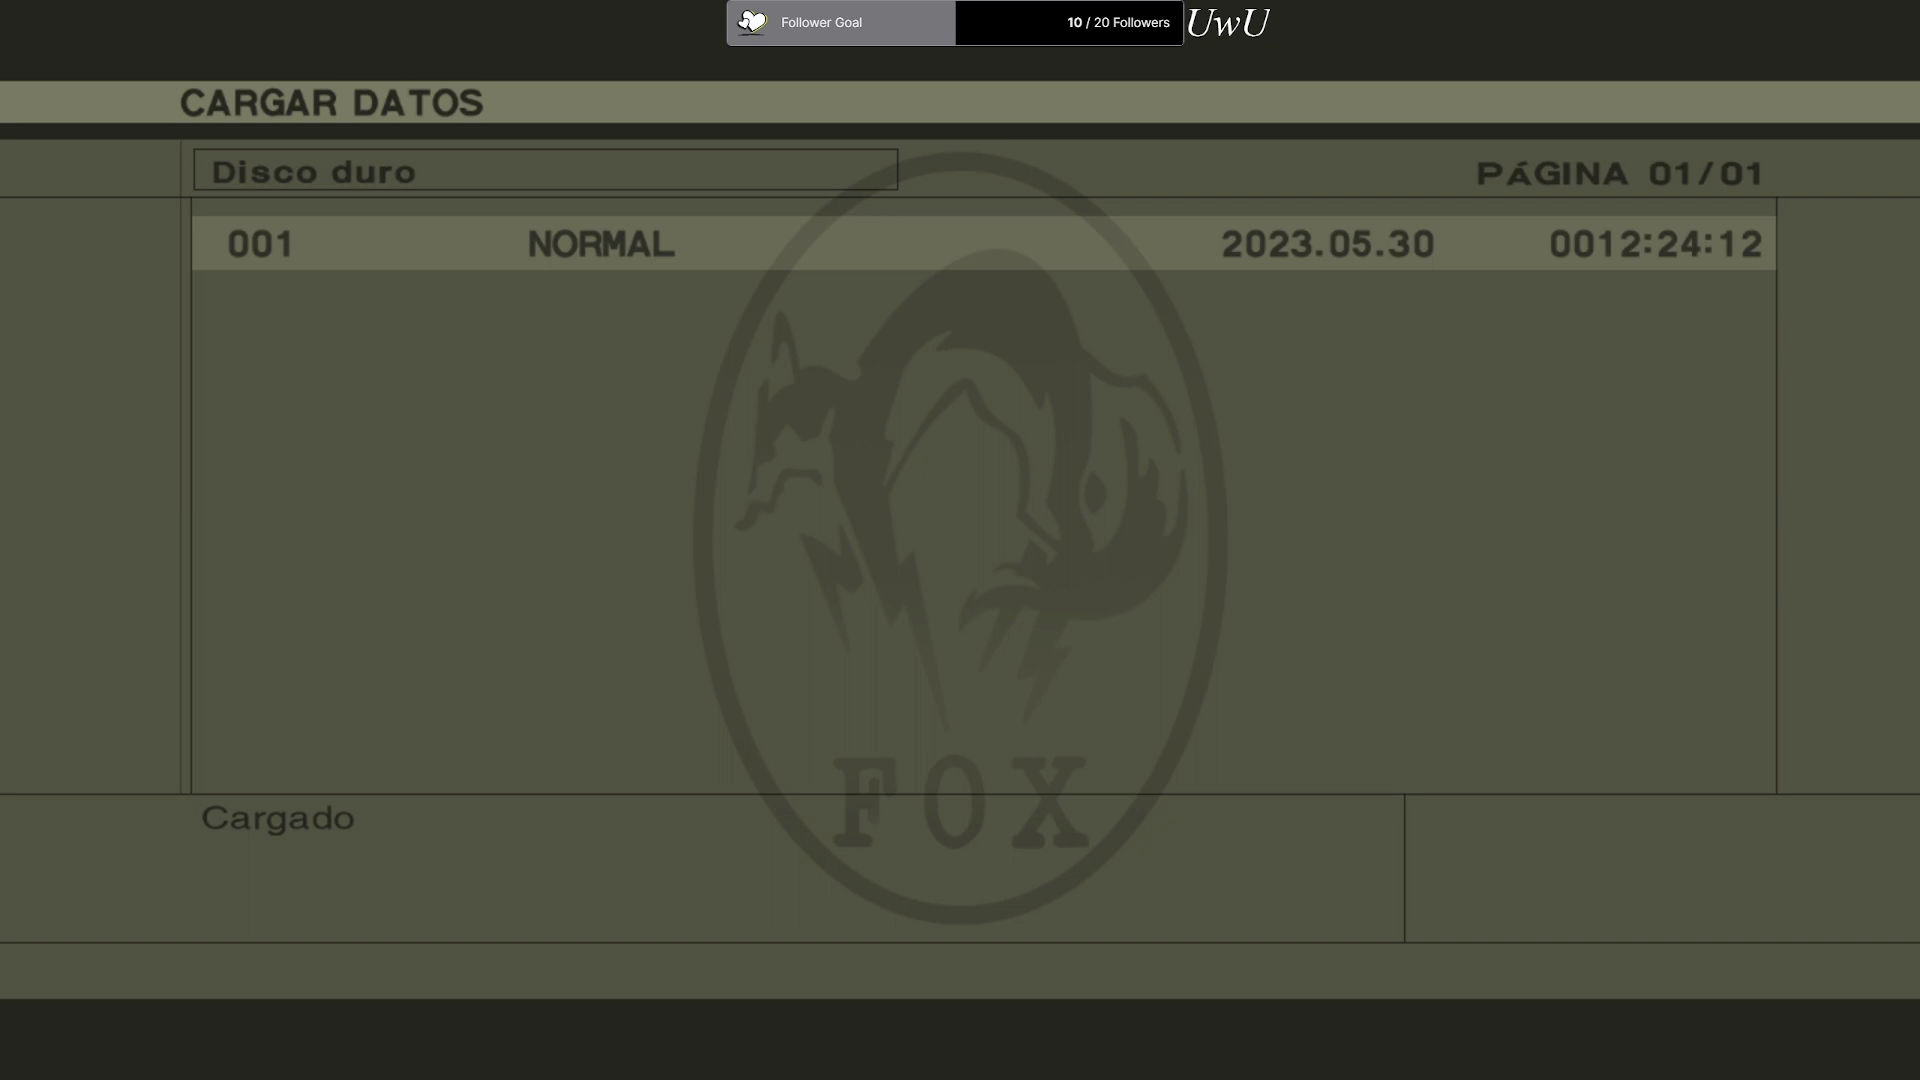 Follower Goal 10 / 20 Followers UwU
CARGAR DATOS
Disco duro PÁGINA 01/01
001 NORMAL 2023.05.30 0012:24:12
FOX
Cargado